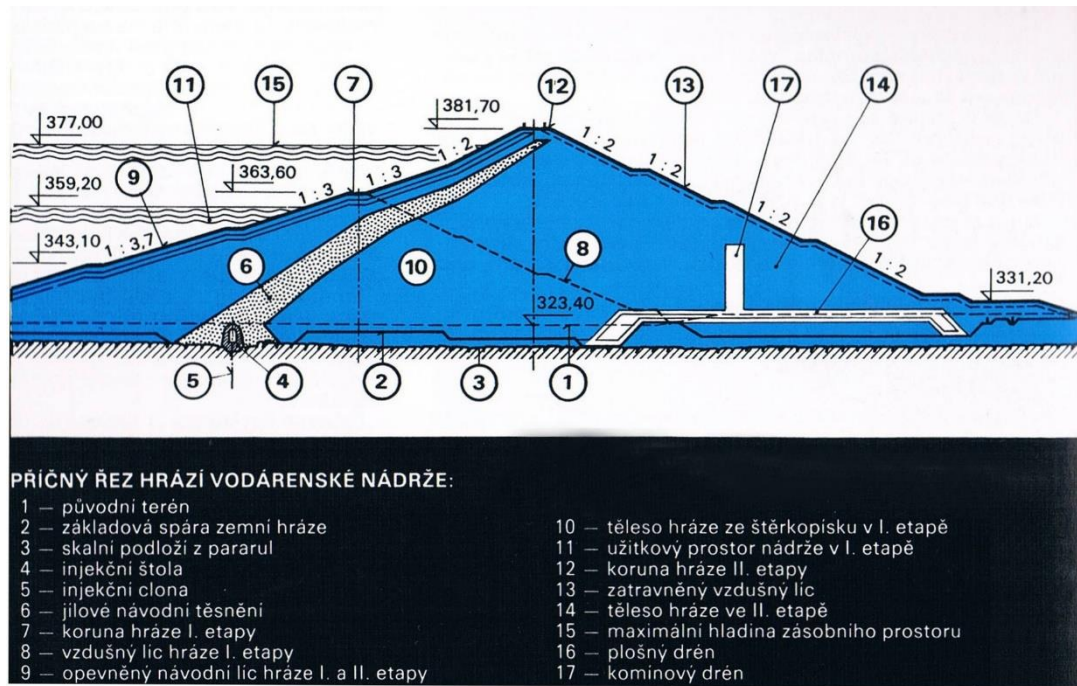 11
15
7
381,70
12
13
17
14
377,00
1:2
1:2
9
363,60
1:3
1:3
1:2
359,20
1:2
16
11
343,10
1:3,7
8
1:2
6
10
331,20
323,40
5
4
2
3
1
PŘÍČNÝ ŘEZ HRÁZÍ VODÁRENSKÉ NÁDRŽE:
1 — původní terén
2 — základová spára zemní hráze
3 — skalní podloží z pararul
4 — injekční štola
5 — injekční clona
6 — jílové návodní těsnění
7 — koruna hráze I. etapy
8 — vzdušný líc hráze I. etapy
9 — opevněný návodní líc hráze I. a II. etapy
10 — těleso hráze ze štěrkopísku v I. etapě
11 — užitkový prostor nádrže v I. etapě
12 — koruna hráze II. etapy
13 — zatravněný vzdušný líc
14 — těleso hráze ve II. etapě
15 — maximální hladina zásobního prostoru
16 — plošný drén
17 — komínový drén